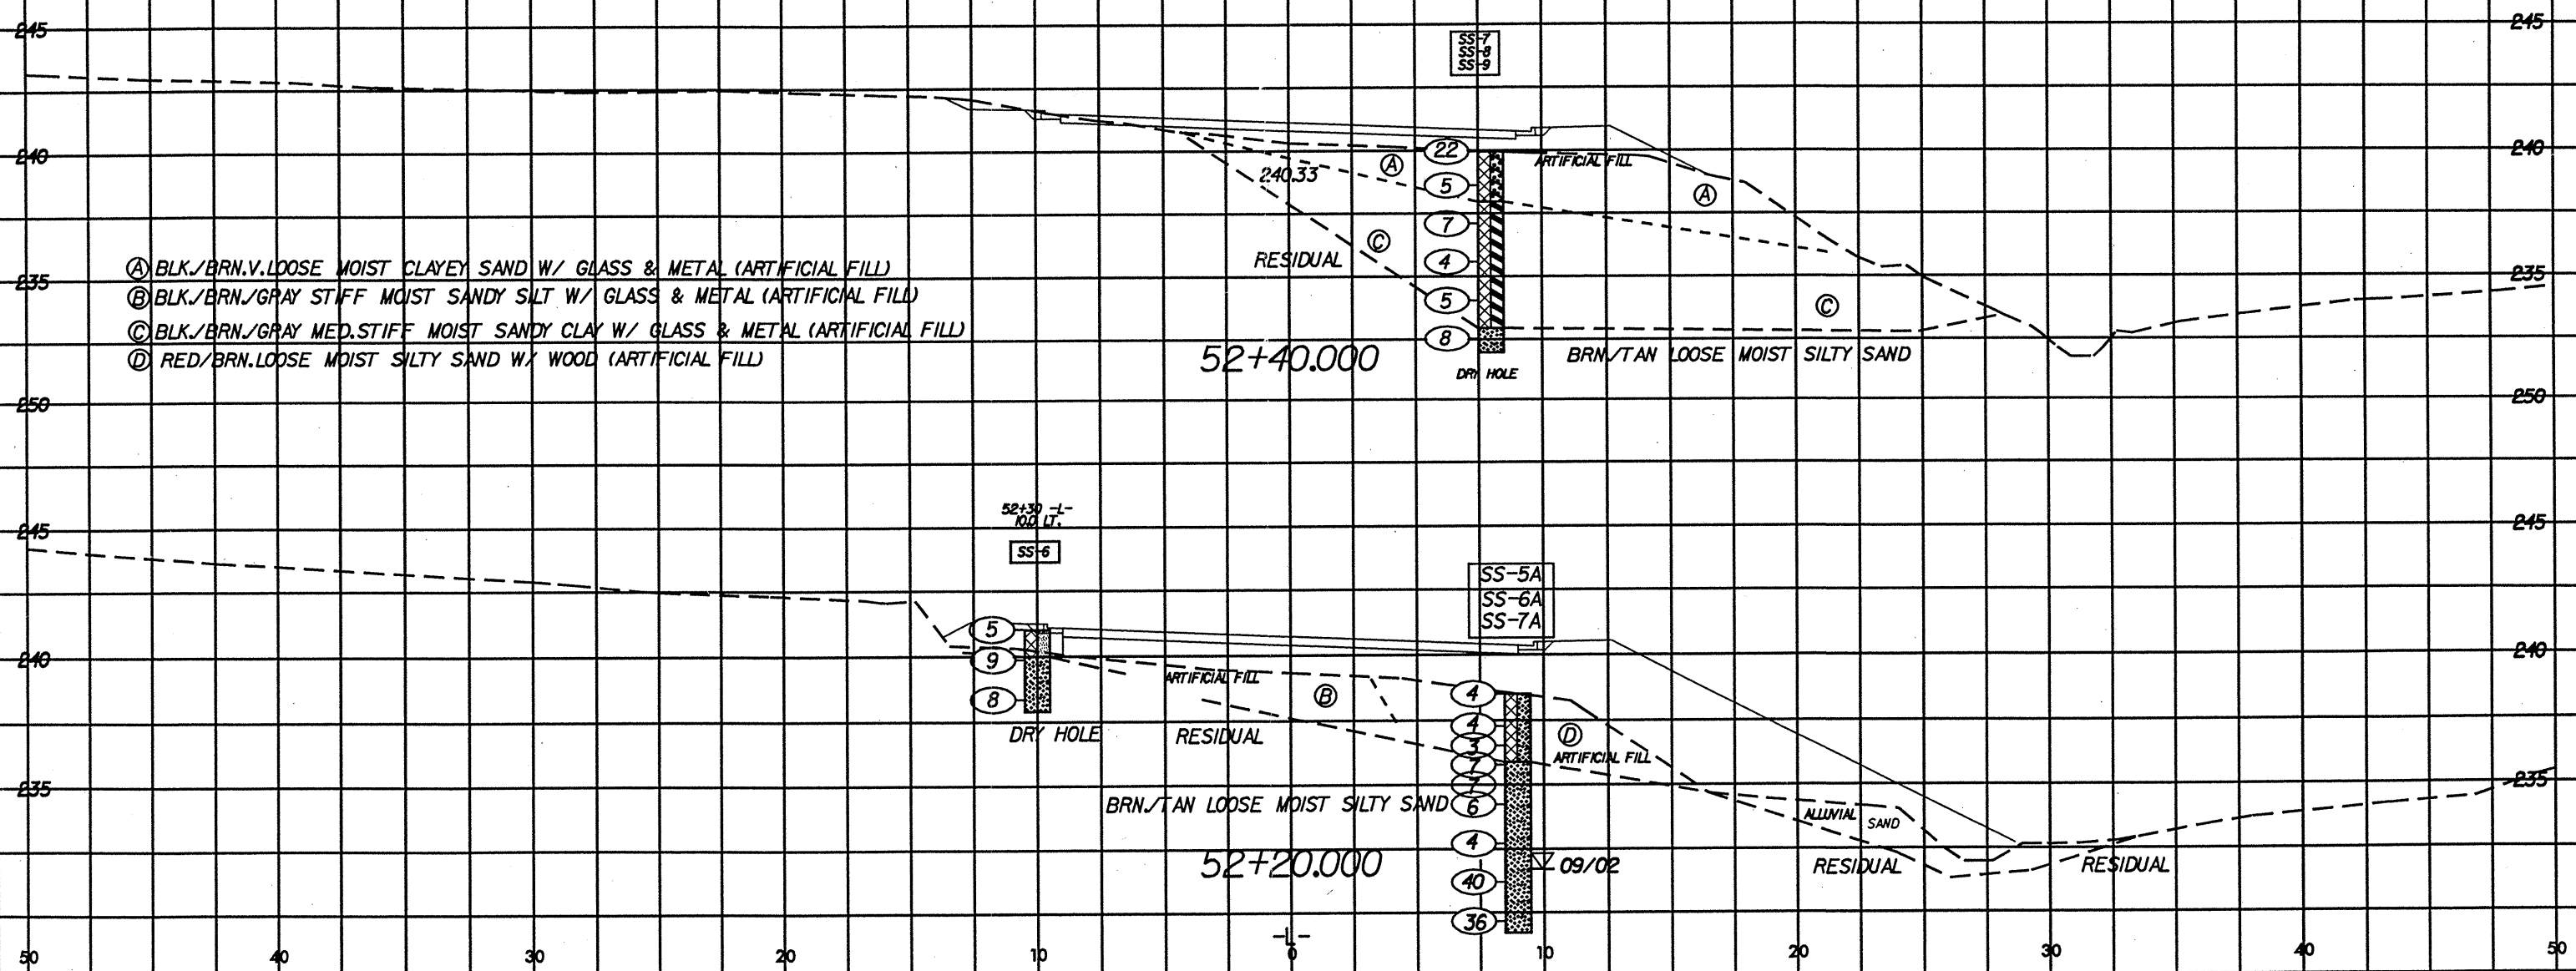 245
245
SS-7
SS-8
SS-9
240
240
22
ARTIFICIAL FILL
A
240.33
5
A
7
C
RESIDUAL
4
A BLK./BRN.V.LOOSE MOIST CLAYEY SAND W/ GLASS & METAL (ARTIFICIAL FILL)
235
235
B BLK./BRN./GRAY STIFF MOIST SANDY SILT W/ GLASS & METAL (ARTIFICIAL FILL)
5
C
C BLK./BRN./GRAY MED.STIFF MOIST SANDY CLAY W/ GLASS & METAL (ARTIFICIAL FILL)
8
D RED/BRN.LOOSE MOIST SILTY SAND W/ WOOD (ARTIFICIAL FILL)
52+40.000
BRN./TAN LOOSE MOIST SILTY SAND
DRY HOLE
250
250
52+30 -L-
10.0 LT.
245
245
SS-6
SS-5A
SS-6A
SS-7A
5
240
9
240
ARTIFICIAL FILL
B
4
8
DRY HOLE
RESIDUAL
4
D
3
ARTIFICIAL FILL
7
235
7
235
BRN./TAN LOOSE MOIST SILTY SAND
6
ALLUVIAL SAND
4
52+20.000
09/02
RESIDUAL
RESIDUAL
40
36
-L-
50 40 30 20 10 0 10 20 30 40 50